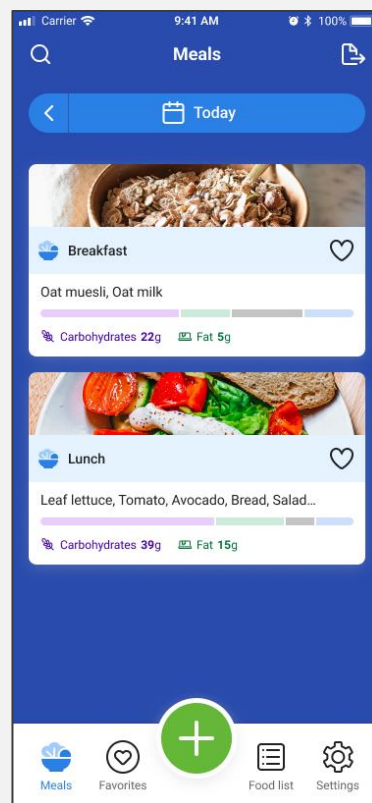 Carrier 9:41 AM 100%
Meals
Today
Breakfast
Oat muesli, Oat milk
Carbohydrates 22g Fat 5g
Lunch
Leaf lettuce, Tomato, Avocado, Bread, Salad...
Carbohydrates 39g Fat 15g
Meals Favorites Food list Settings